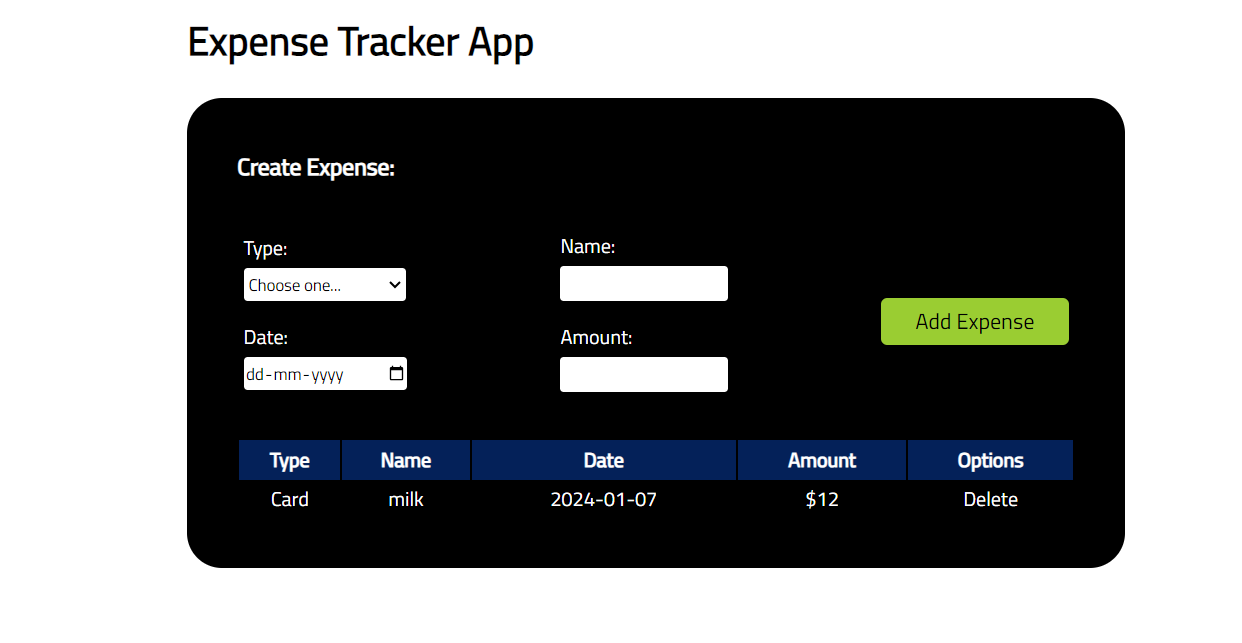 Expense Tracker App
Create Expense:
Type:
Name:
Choose one...
Add Expense
Date:
Amount:
dd-mm-yyyy
Type Name Date Amount Options
Card milk 2024-01-07 $12 Delete